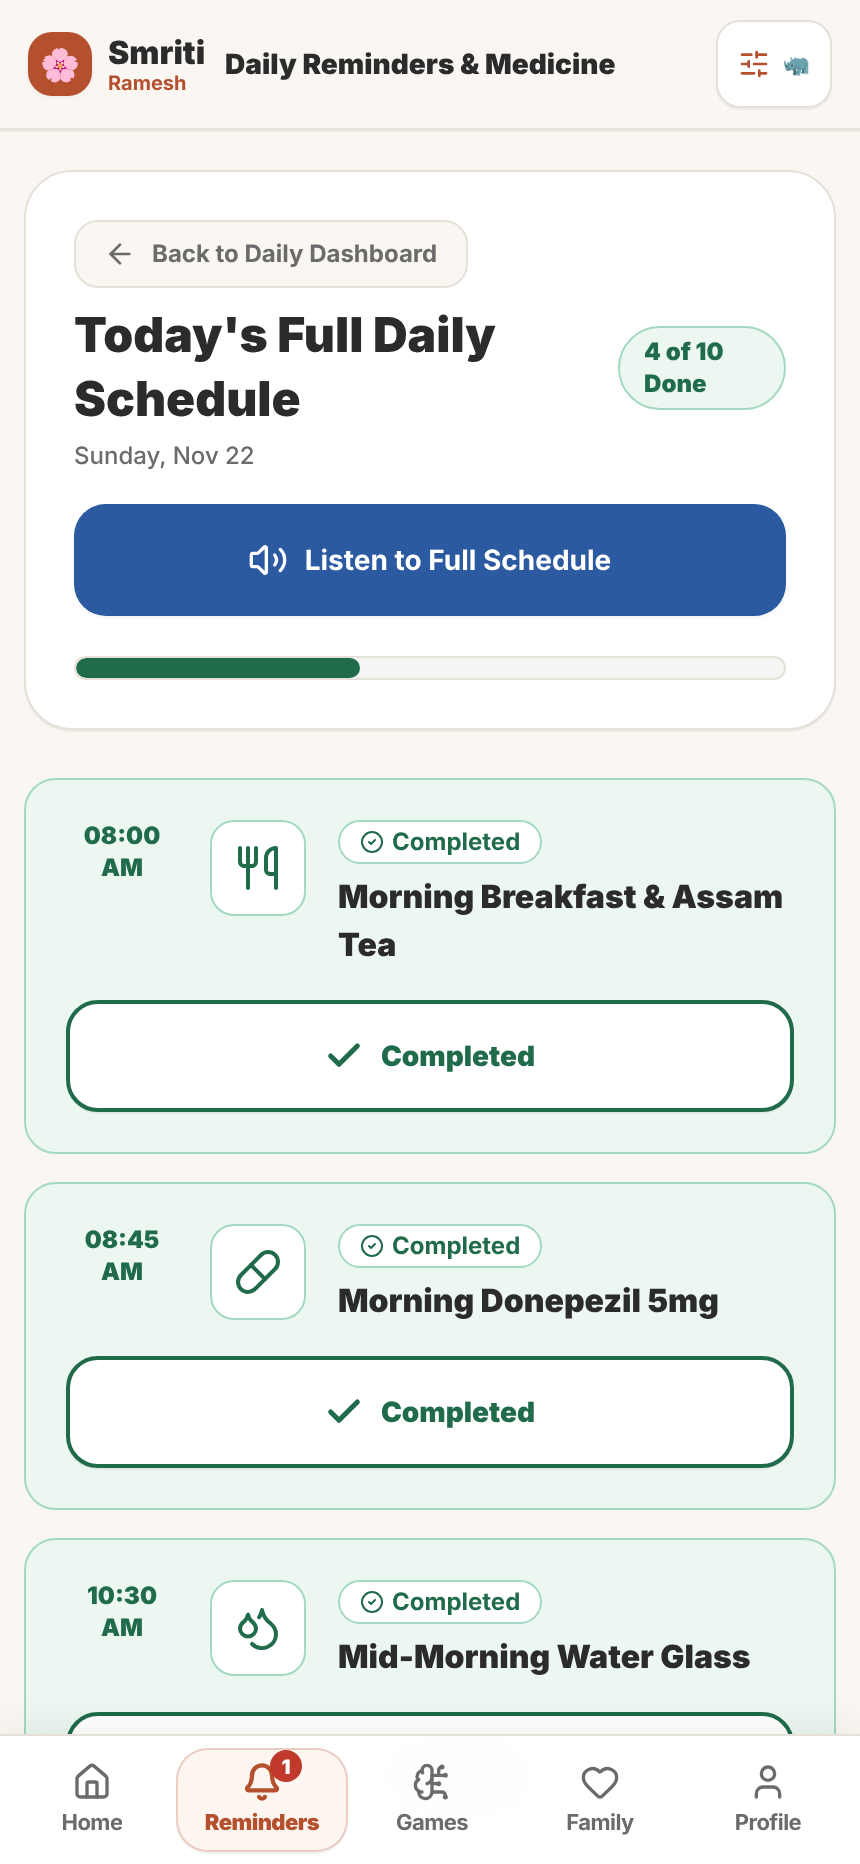 Smriti
Ramesh
Daily Reminders & Medicine
Back to Daily Dashboard
Today's Full Daily
Schedule
4 of 10
Done
Sunday, Nov 22
Listen to Full Schedule
08:00
AM
Completed
Morning Breakfast & Assam
Tea
Completed
08:45
AM
Completed
Morning Donepezil 5mg
Completed
10:30
AM
Completed
Mid-Morning Water Glass
1
Home
Reminders
Games
Family
Profile